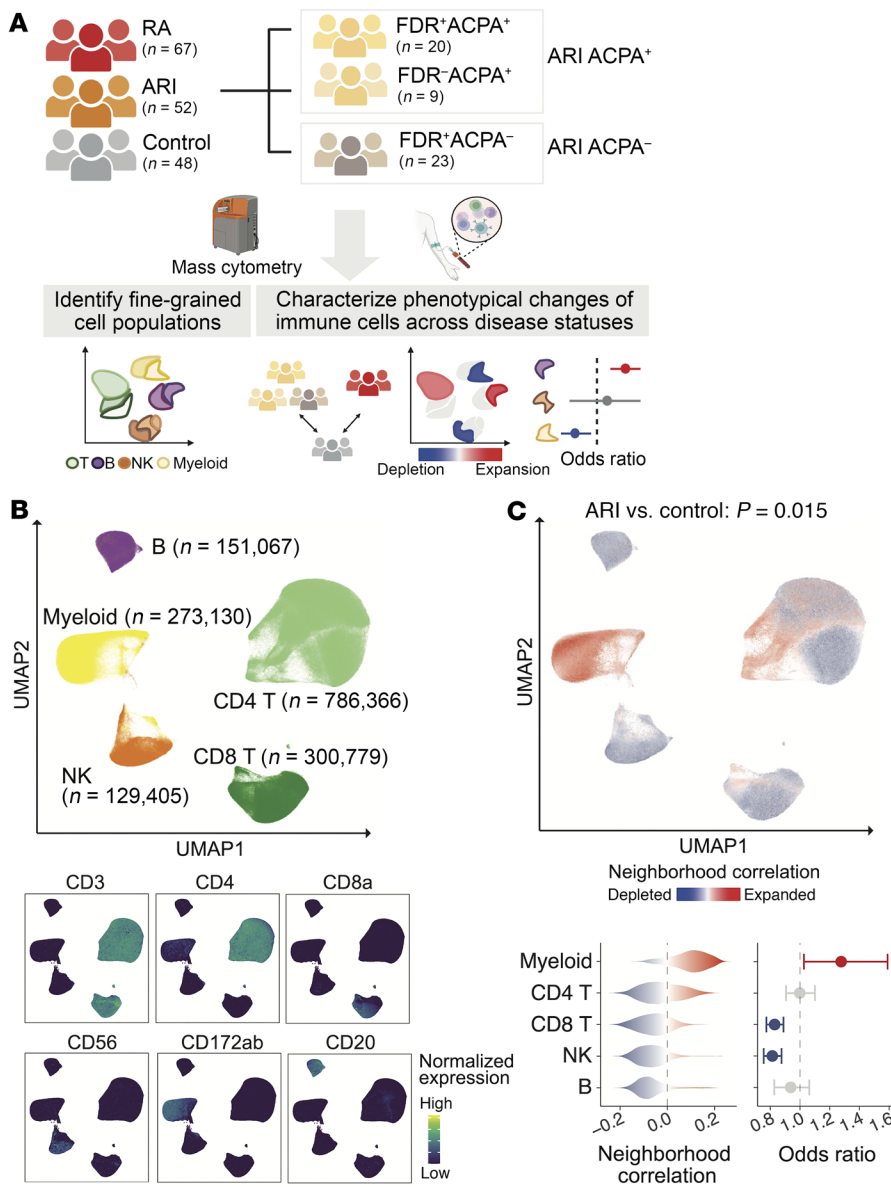 A
RA
(n = 67)
ARI
(n = 52)
Control
(n = 48)
FDR⁺ACPA⁺
(n = 20)
FDR⁻ACPA⁺
(n = 9)
ARI ACPA⁺
FDR⁺ACPA⁻
(n = 23)
ARI ACPA⁻
Mass cytometry
Identify fine-grained
cell populations
Characterize phenotypical changes of
immune cells across disease statuses
T B NK Myeloid
Depletion Expansion
Odds ratio
B
B (n = 151,067)
Myeloid (n = 273,130)
CD4 T (n = 786,366)
CD8 T (n = 300,779)
NK
(n = 129,405)
UMAP2
UMAP1
CD3 CD4 CD8a
CD56 CD172ab CD20
Normalized
expression
High
Low
C
ARI vs. control: P = 0.015
UMAP2
UMAP1
Neighborhood correlation
Depleted Expanded
Myeloid
CD4 T
CD8 T
NK
B
−0.2 0.0 0.2
Neighborhood
correlation
0.8 1.0 1.2 1.4 1.6
Odds ratio